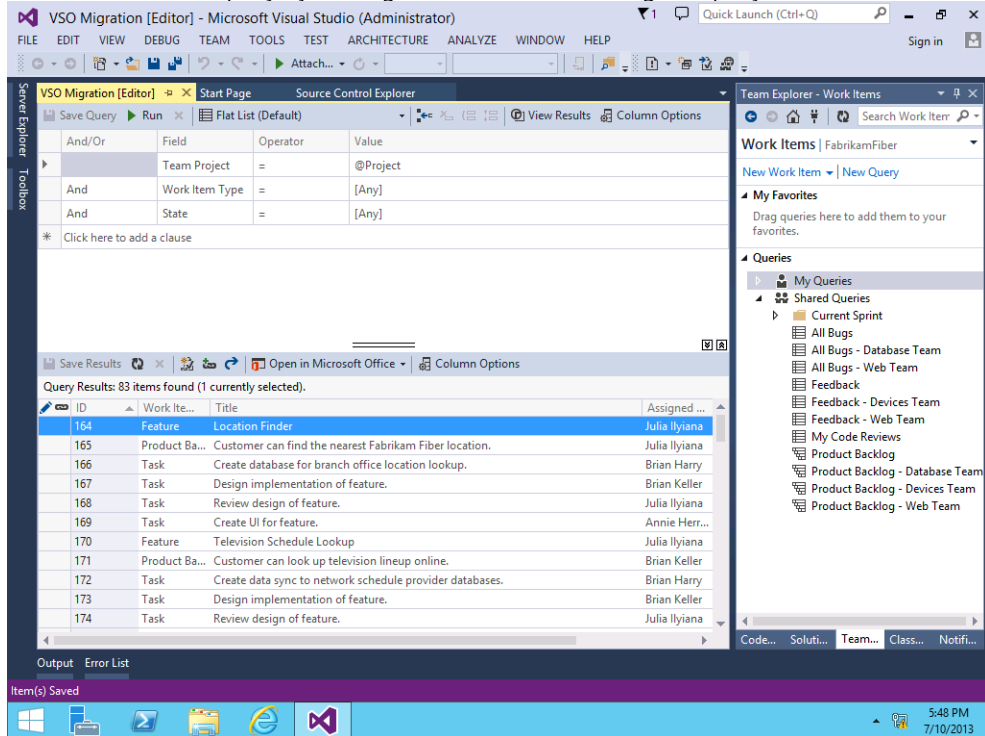 VSO Migration [Editor] - Microsoft Visual Studio (Administrator)
1
Quick Launch (Ctrl+Q)
FILE EDIT VIEW DEBUG TEAM TOOLS TEST ARCHITECTURE ANALYZE WINDOW HELP
Sign in
Attach...
Server Explorer
Toolbox
VSO Migration [Editor] Start Page Source Control Explorer
Save Query Run Flat List (Default) View Results Column Options
And/Or Field Operator Value
Team Project = @Project
And Work Item Type = [Any]
And State = [Any]
Click here to add a clause
Save Results Open in Microsoft Office Column Options
Query Results: 83 items found (1 currently selected).
ID Work Ite... Title Assigned ...
164 Feature Location Finder Julia Ilyiana
165 Product Ba... Customer can find the nearest Fabrikam Fiber location. Julia Ilyiana
166 Task Create database for branch office location lookup. Brian Harry
167 Task Design implementation of feature. Brian Keller
168 Task Review design of feature. Julia Ilyiana
169 Task Create UI for feature. Annie Herr...
170 Feature Television Schedule Lookup Julia Ilyiana
171 Product Ba... Customer can look up television lineup online. Brian Keller
172 Task Create data sync to network schedule provider databases. Brian Harry
173 Task Design implementation of feature. Brian Keller
174 Task Review design of feature. Julia Ilyiana
Team Explorer - Work Items
Search Work Item
Work Items | FabrikamFiber
New Work Item New Query
My Favorites
Drag queries here to add them to your
favorites.
Queries
My Queries
Shared Queries
Current Sprint
All Bugs
All Bugs - Database Team
All Bugs - Web Team
Feedback
Feedback - Devices Team
Feedback - Web Team
My Code Reviews
Product Backlog
Product Backlog - Database Team
Product Backlog - Devices Team
Product Backlog - Web Team
Code... Soluti... Team... Class... Notifi...
Output Error List
Item(s) Saved
5:48 PM
7/10/2013